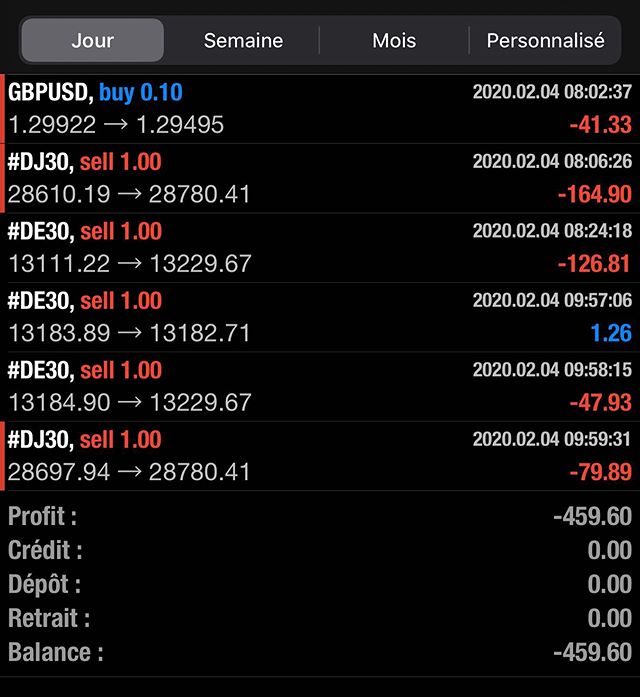 Jour Semaine Mois Personnalisé
GBPUSD, buy 0.10 2020.02.04 08:02:37
1.29922 → 1.29495 -41.33
#DJ30, sell 1.00 2020.02.04 08:06:26
28610.19 → 28780.41 -164.90
#DE30, sell 1.00 2020.02.04 08:24:18
13111.22 → 13229.67 -126.81
#DE30, sell 1.00 2020.02.04 09:57:06
13183.89 → 13182.71 1.26
#DE30, sell 1.00 2020.02.04 09:58:15
13184.90 → 13229.67 -47.93
#DJ30, sell 1.00 2020.02.04 09:59:31
28697.94 → 28780.41 -79.89
Profit : -459.60
Crédit : 0.00
Dépôt : 0.00
Retrait : 0.00
Balance : -459.60